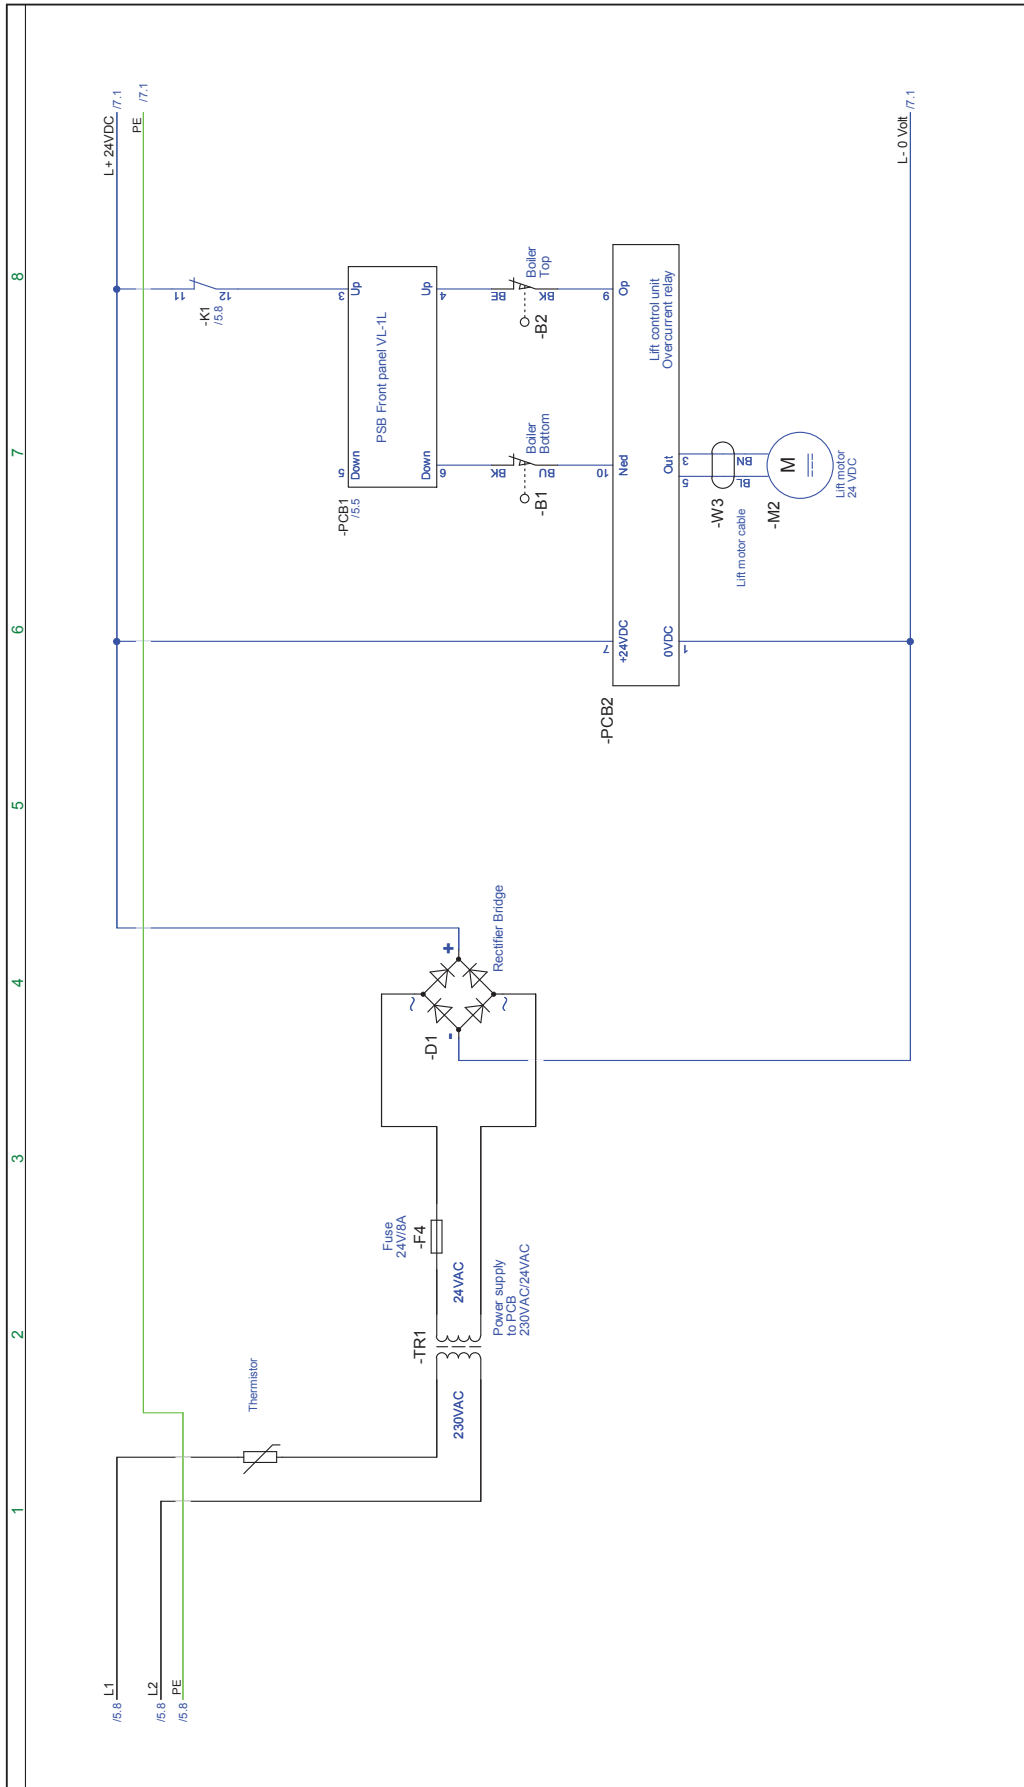 1
2
3
4
5
6
7
8
L1
/5.8
L2
/5.8
PE
/5.8
Thermistor
-TR1
230VAC
24VAC
Power supply
to PCB
230VAC/24VAC
Fuse
24V/8A
-F4
-D1
-
+
~
~
Rectifier Bridge
L+ 24VDC
/7.1
PE
/7.1
-K1
/5.8
11
12
-PCB1
/5.5
5
Down
3
Up
PSB Front panel VL-1L
Down
6
Up
4
BK
BE
-B1
Boiler
Bottom
-B2
Boiler
Top
BU
BK
-PCB2
7
+24VDC
10
Ned
9
Op
Lift control unit
Overcurrent relay
0VDC
1
Out
5
3
-W3
Lift motor cable
BL
BN
-M2
M
Lift motor
24 VDC
L- 0 Volt
/7.1